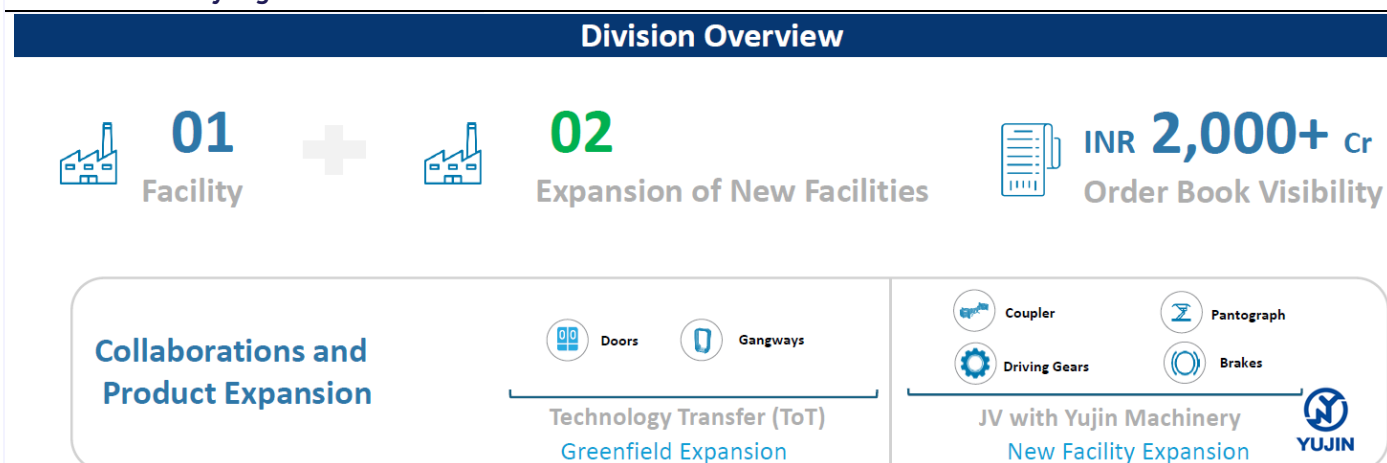 Division Overview
01
Facility
02
Expansion of New Facilities
INR 2,000+ Cr
Order Book Visibility
Collaborations and
Product Expansion
Doors
Gangways
Technology Transfer (ToT)
Greenfield Expansion
Coupler
Pantograph
Driving Gears
Brakes
JV with Yujin Machinery
New Facility Expansion
YUJIN